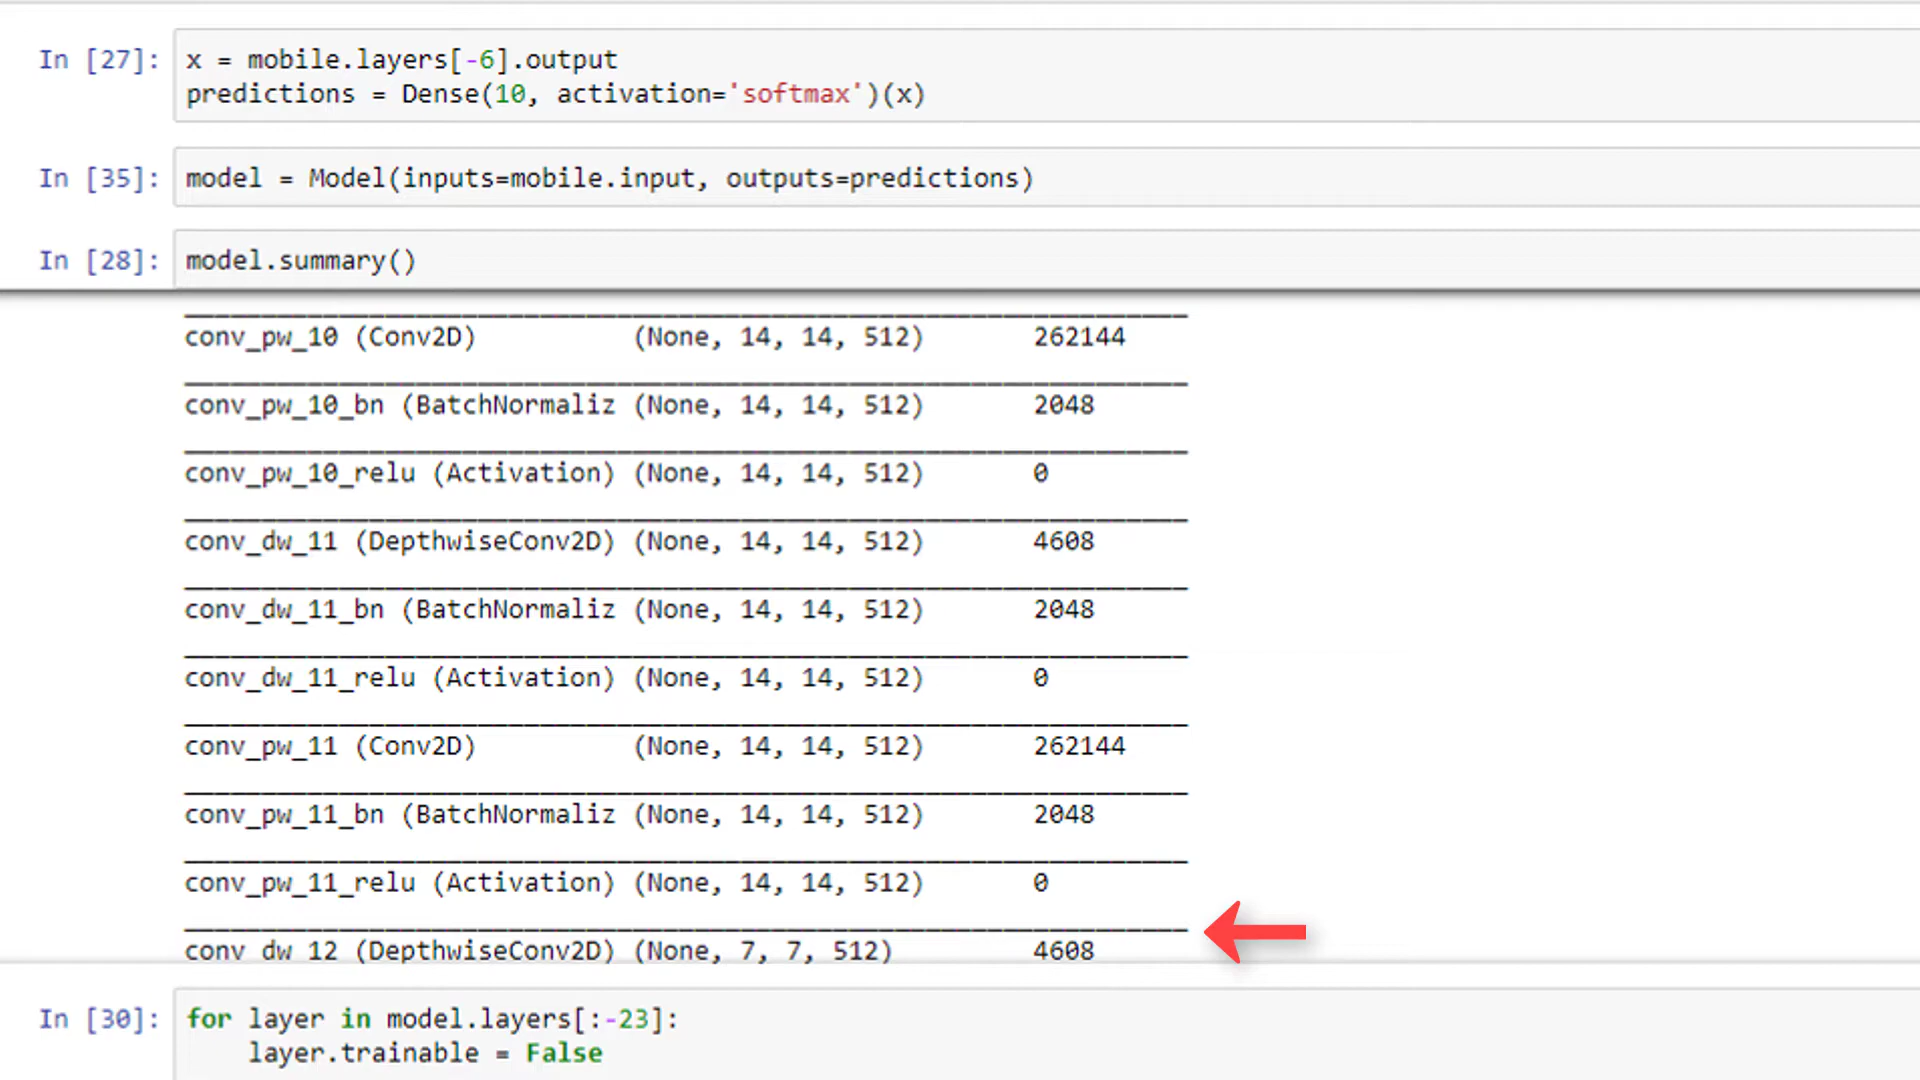 In [27]: x = mobile.layers[-6].output
predictions = Dense(10, activation='softmax')(x)
In [35]: model = Model(inputs=mobile.input, outputs=predictions)
In [28]: model.summary()
conv_pw_10 (Conv2D) (None, 14, 14, 512) 262144
conv_pw_10_bn (BatchNormaliz (None, 14, 14, 512) 2048
conv_pw_10_relu (Activation) (None, 14, 14, 512) 0
conv_dw_11 (DepthwiseConv2D) (None, 14, 14, 512) 4608
conv_dw_11_bn (BatchNormaliz (None, 14, 14, 512) 2048
conv_dw_11_relu (Activation) (None, 14, 14, 512) 0
conv_pw_11 (Conv2D) (None, 14, 14, 512) 262144
conv_pw_11_bn (BatchNormaliz (None, 14, 14, 512) 2048
conv_pw_11_relu (Activation) (None, 14, 14, 512) 0
conv dw 12 (DepthwiseConv2D) (None, 7, 7, 512) 4608
In [30]: for layer in model.layers[:-23]:
layer.trainable = False